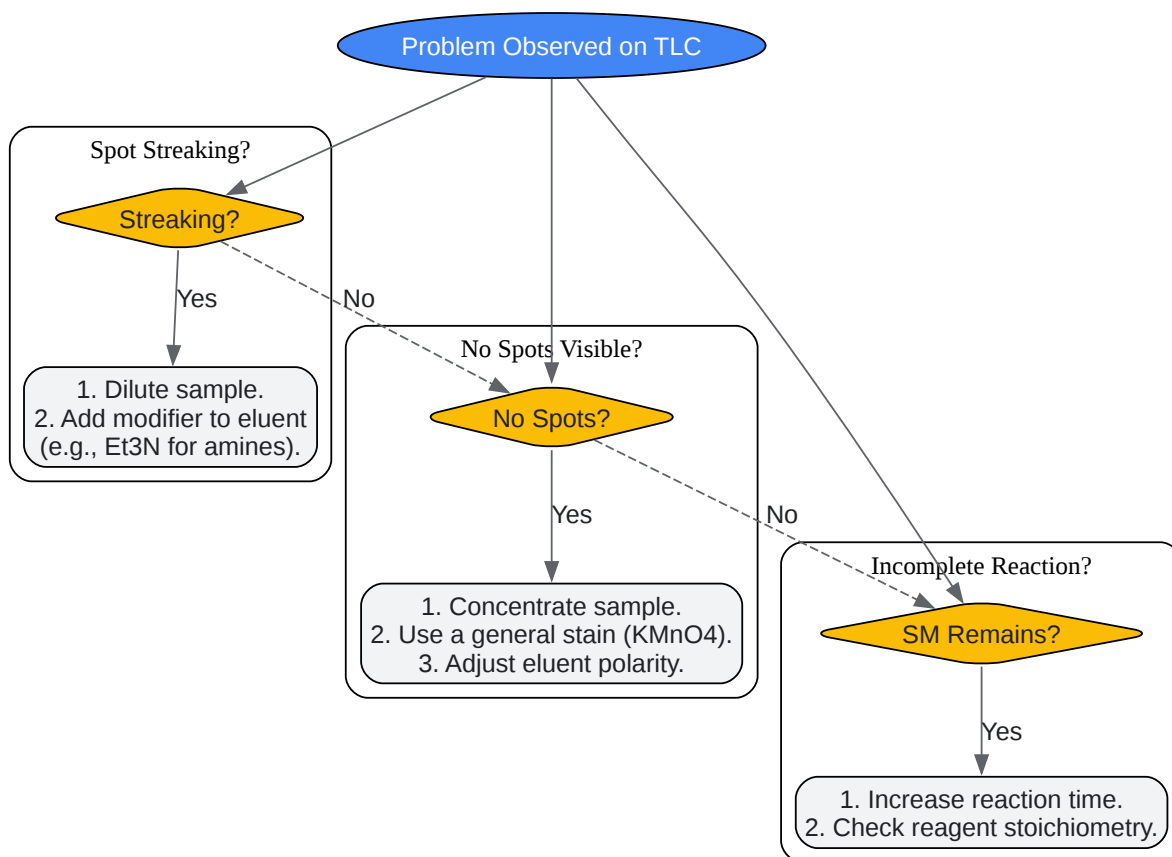 Problem Observed on TLC
Spot Streaking?
Streaking?
Yes
No
1. Dilute sample.
2. Add modifier to eluent
(e.g., Et3N for amines).
No Spots Visible?
No Spots?
Yes
No
1. Concentrate sample.
2. Use a general stain (KMnO4).
3. Adjust eluent polarity.
Incomplete Reaction?
SM Remains?
Yes
1. Increase reaction time.
2. Check reagent stoichiometry.